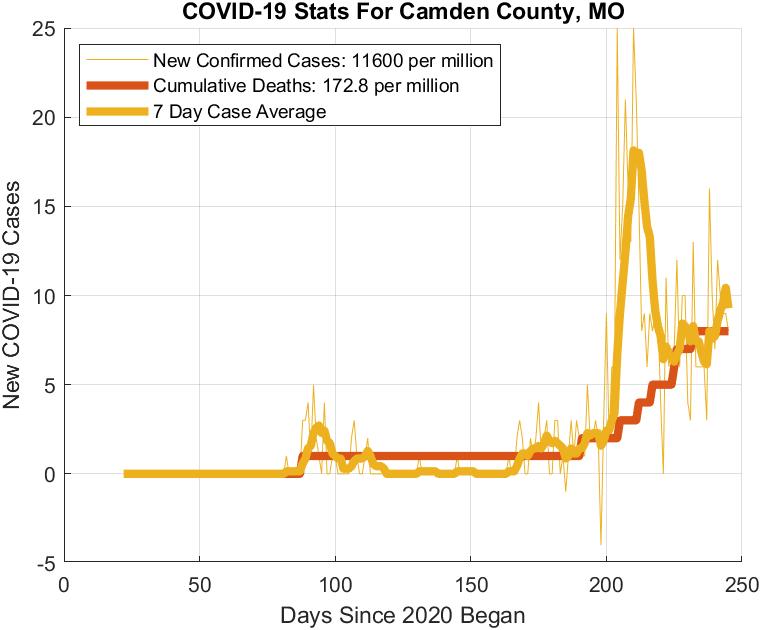 COVID-19 Stats For Camden County, MO
25
New Confirmed Cases: 11600 per million
Cumulative Deaths: 172.8 per million
7 Day Case Average
20
15
10
5
0
-5
New COVID-19 Cases
0 50 100 150 200 250
Days Since 2020 Began